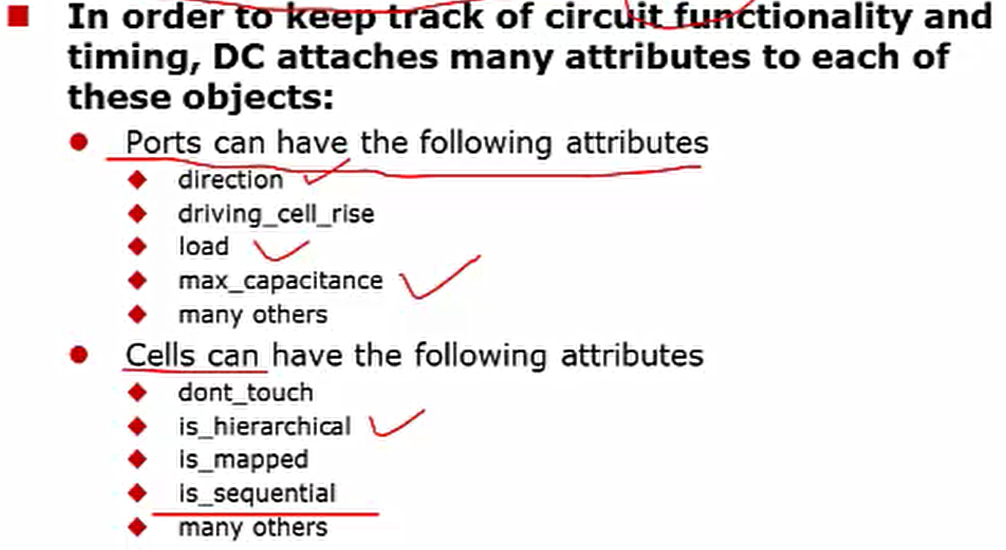 In order to keep track of circuit functionality and
timing, DC attaches many attributes to each of
these objects:
Ports can have the following attributes
direction
driving_cell_rise
load
max_capacitance
many others
Cells can have the following attributes
dont_touch
is_hierarchical
is_mapped
is_sequential
many others